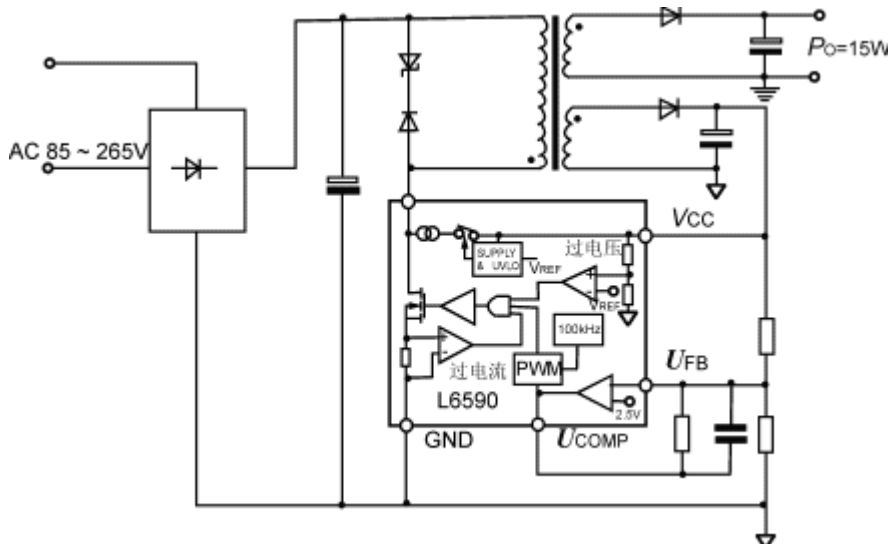 PO=15W
AC 85 ~ 265V
VCC
过电压
SUPPLY
& UVLO
VREF
VREF
100kHz
过电流
PWM
UFB
L6590
2.5V
GND
UCOMP